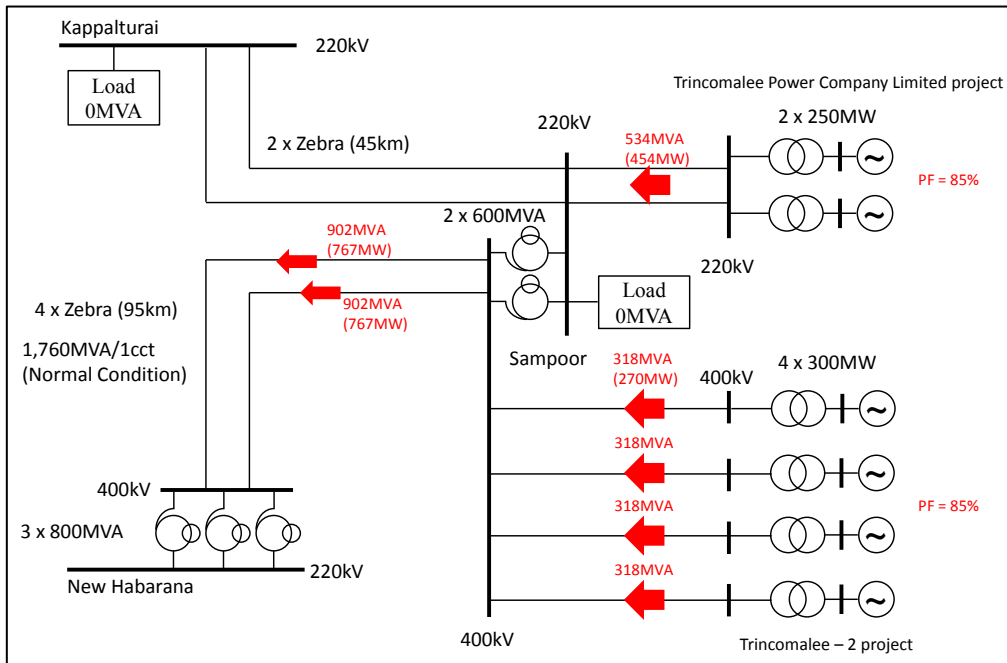 Kappalturai
220kV
Load
0MVA
Trincomalee Power Company Limited project
2 x 250MW
220kV
534MVA
(454MW)
2 x Zebra (45km)
PF = 85%
~
~
2 x 600MVA
902MVA
(767MW)
220kV
902MVA
(767MW)
Load
0MVA
4 x Zebra (95km)
1,760MVA/1cct
(Normal Condition)
Sampoor
318MVA
(270MW)
400kV
4 x 300MW
~
318MVA
~
400kV
3 x 800MVA
318MVA
PF = 85%
~
220kV
New Habarana
318MVA
~
400kV
Trincomalee – 2 project